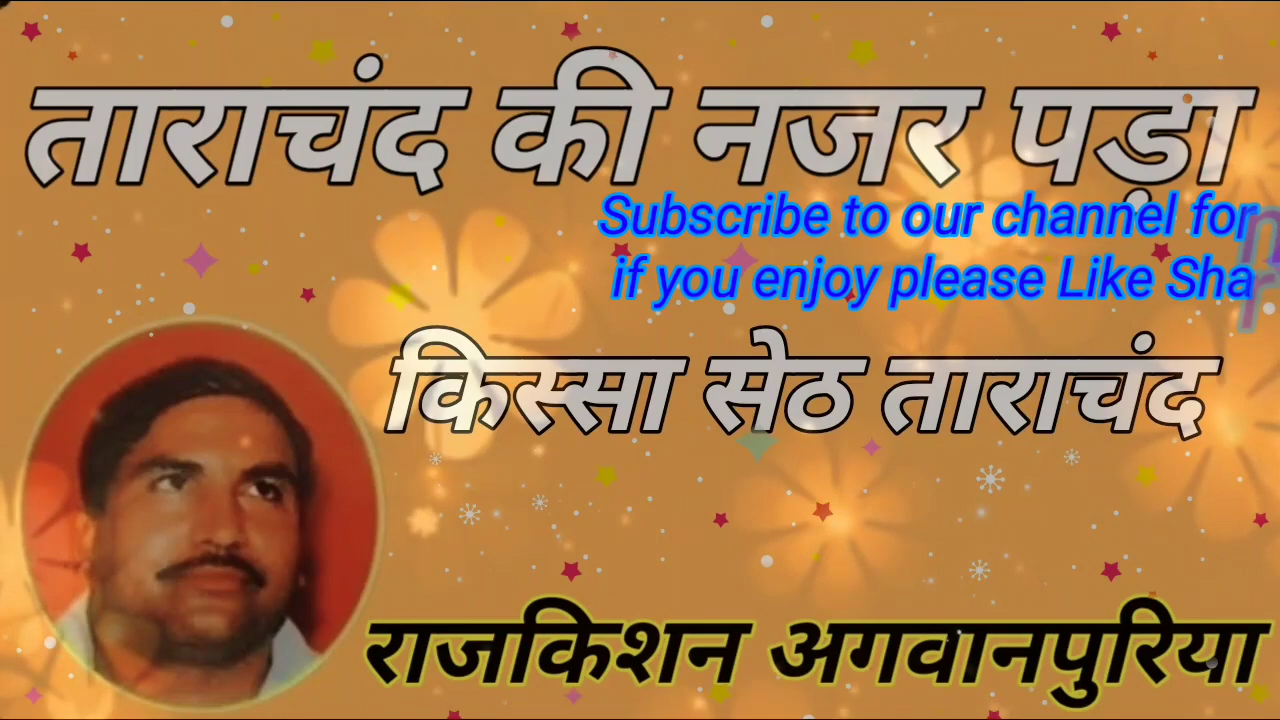 ताराचंद की नजर पड़ा
Subscribe to our channel for
if you enjoy please Like Sha
किस्सा सेठ ताराचंद
राजकिशन अगवानपुरिया